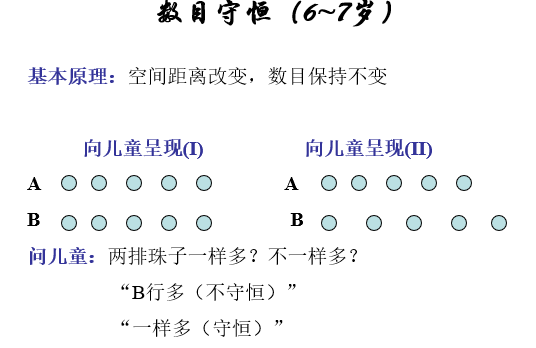 数目守恒（6~7岁）
基本原理：空间距离改变，数目保持不变
向儿童呈现(I) 向儿童呈现(II)
A A
B B
问儿童：两排珠子一样多？不一样多？
“B行多（不守恒）”
“一样多（守恒）”